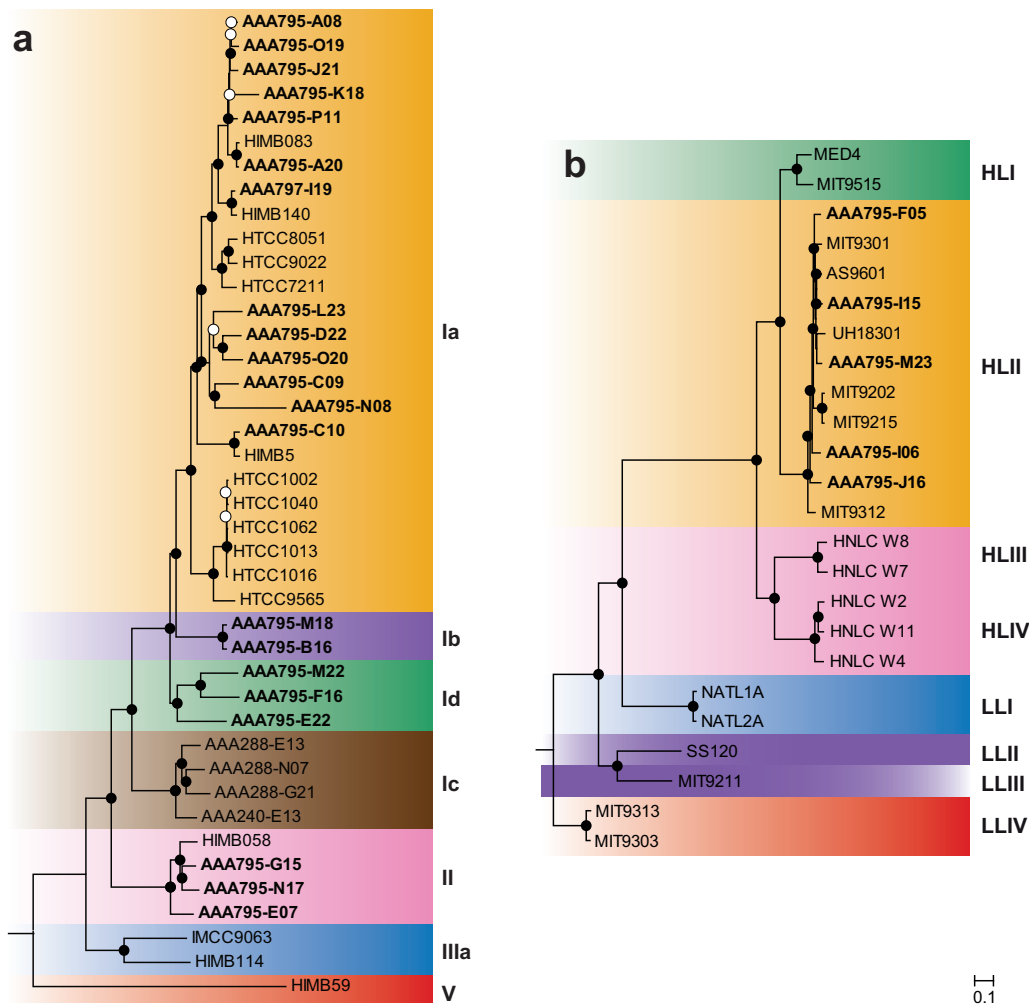 a
AAA795-A08
AAA795-O19
AAA795-J21
AAA795-K18
AAA795-P11
HIMB083
AAA795-A20
AAA797-I19
HIMB140
HTCC8051
HTCC9022
HTCC7211
AAA795-L23
AAA795-D22
AAA795-O20
AAA795-C09
AAA795-N08
AAA795-C10
HIMB5
HTCC1002
HTCC1040
HTCC1062
HTCC1013
HTCC1016
HTCC9565
Ia
AAA795-M18
AAA795-B16
Ib
AAA795-M22
AAA795-F16
AAA795-E22
Id
AAA288-E13
AAA288-N07
AAA288-G21
AAA240-E13
Ic
HIMB058
AAA795-G15
AAA795-N17
AAA795-E07
II
IMCC9063
HIMB114
IIIa
HIMB59
V
b
MED4
MIT9515
HLI
AAA795-F05
MIT9301
AS9601
AAA795-I15
UH18301
AAA795-M23
MIT9202
MIT9215
AAA795-I06
AAA795-J16
MIT9312
HLII
HNLC W8
HNLC W7
HLIII
HNLC W2
HNLC W11
HNLC W4
HLIV
NATL1A
NATL2A
LLI
SS120
LLII
MIT9211
LLIII
MIT9313
MIT9303
LLIV
0.1